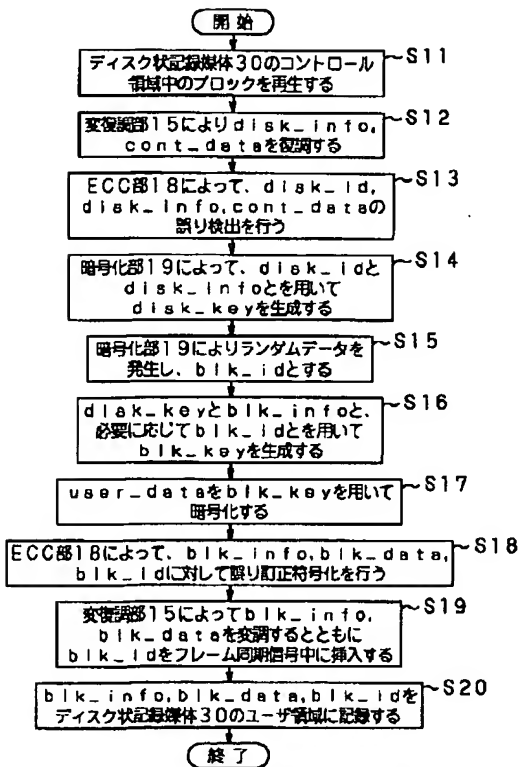 開始
ディスク状記録媒体30のコントロール
領域中のブロックを再生する
S11
変復調部15によりdisk_info,
cont_dataを復調する
S12
ECC部18によって、disk_id,
disk_info,cont_dataの
誤り検出を行う
S13
暗号化部19によって、disk_idと
disk_infoとを用いて
disk_keyを生成する
S14
暗号化部19によりランダムデータを
発生し、blk_idとする
S15
disk_keyとblk_infoと、
必要に応じてblk_idとを用いて
blk_keyを生成する
S16
user_dataをblk_keyを用いて
暗号化する
S17
ECC部18によって、blk_info,blk_data,
blk_idに対して誤り訂正符号化を行う
S18
変復調部15によってblk_info,
blk_dataを変調するとともに
blk_idをフレーム同期信号中に挿入する
S19
blk_info,blk_data,blk_idを
ディスク状記録媒体30のユーザ領域に記録する
S20
終了